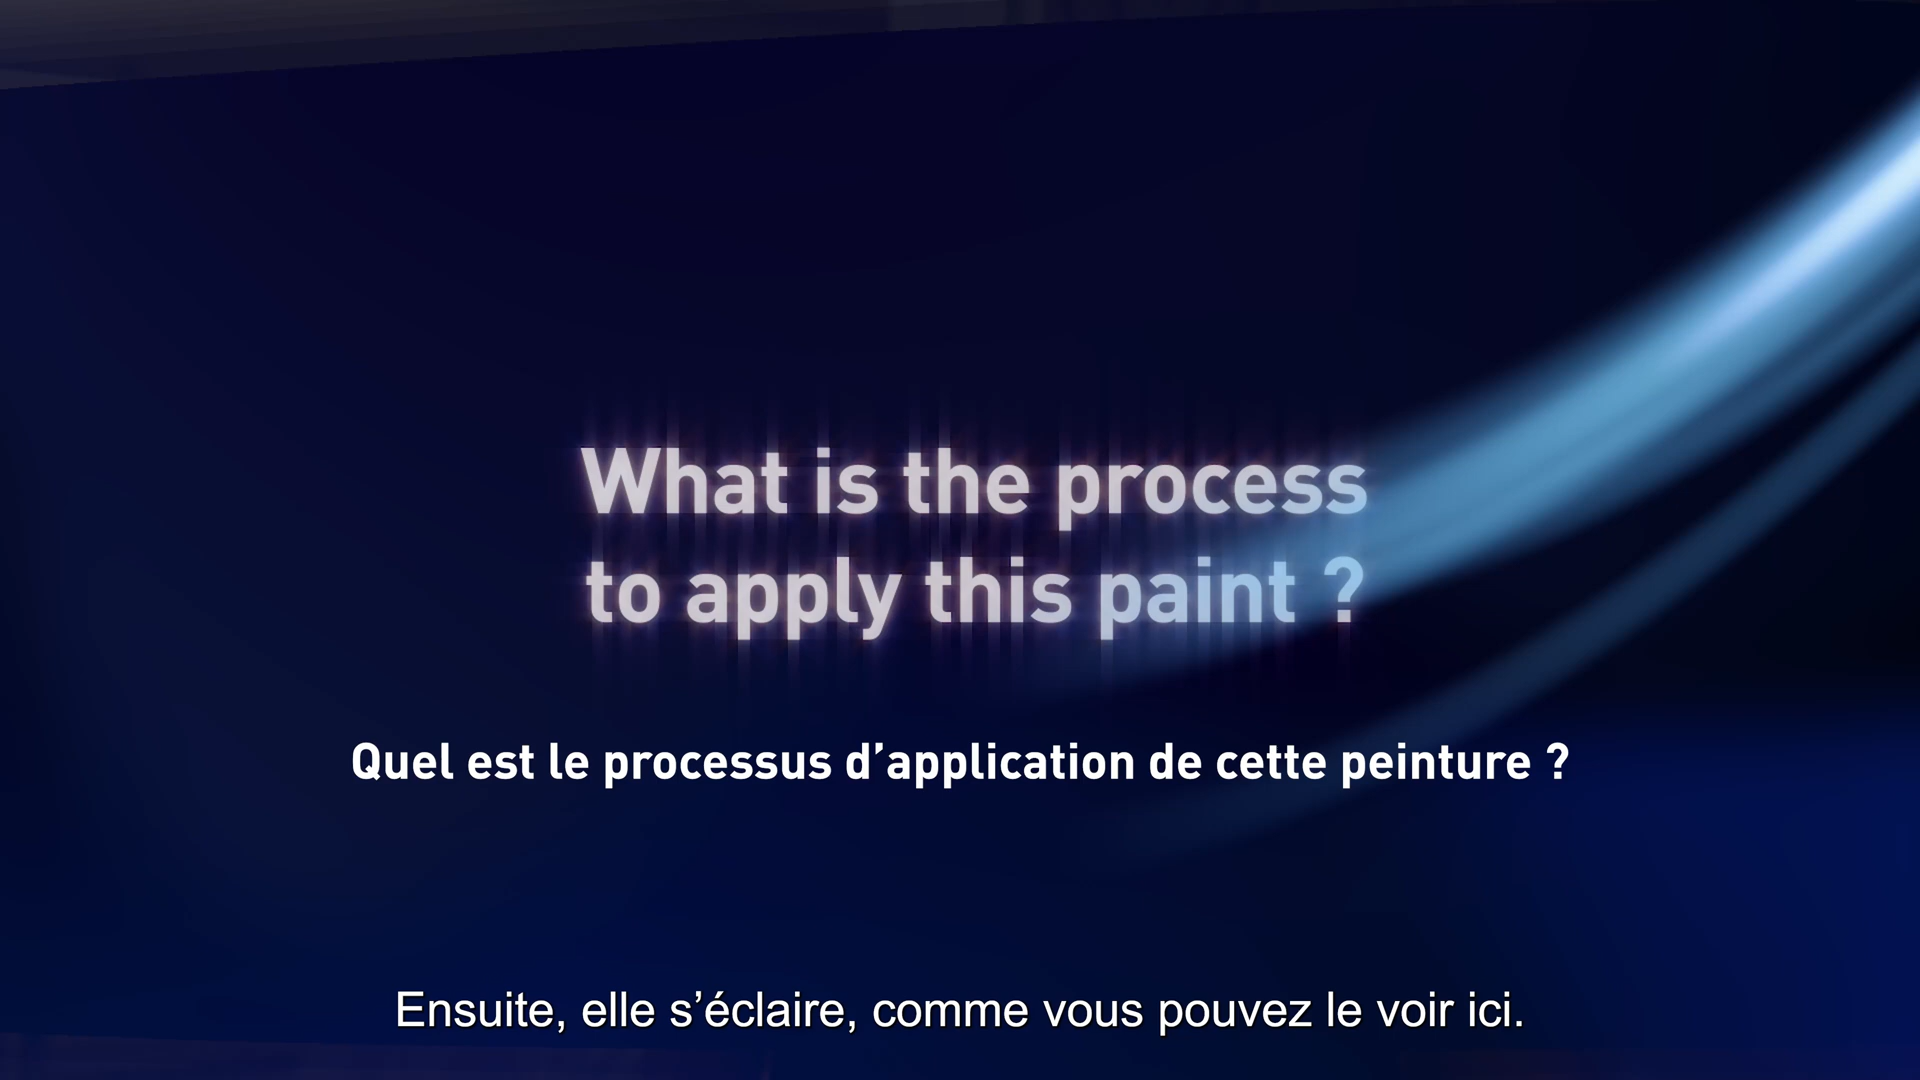 What is the process
to apply this paint ?
Quel est le processus d’application de cette peinture ?
Ensuite, elle s’éclaire, comme vous pouvez le voir ici.